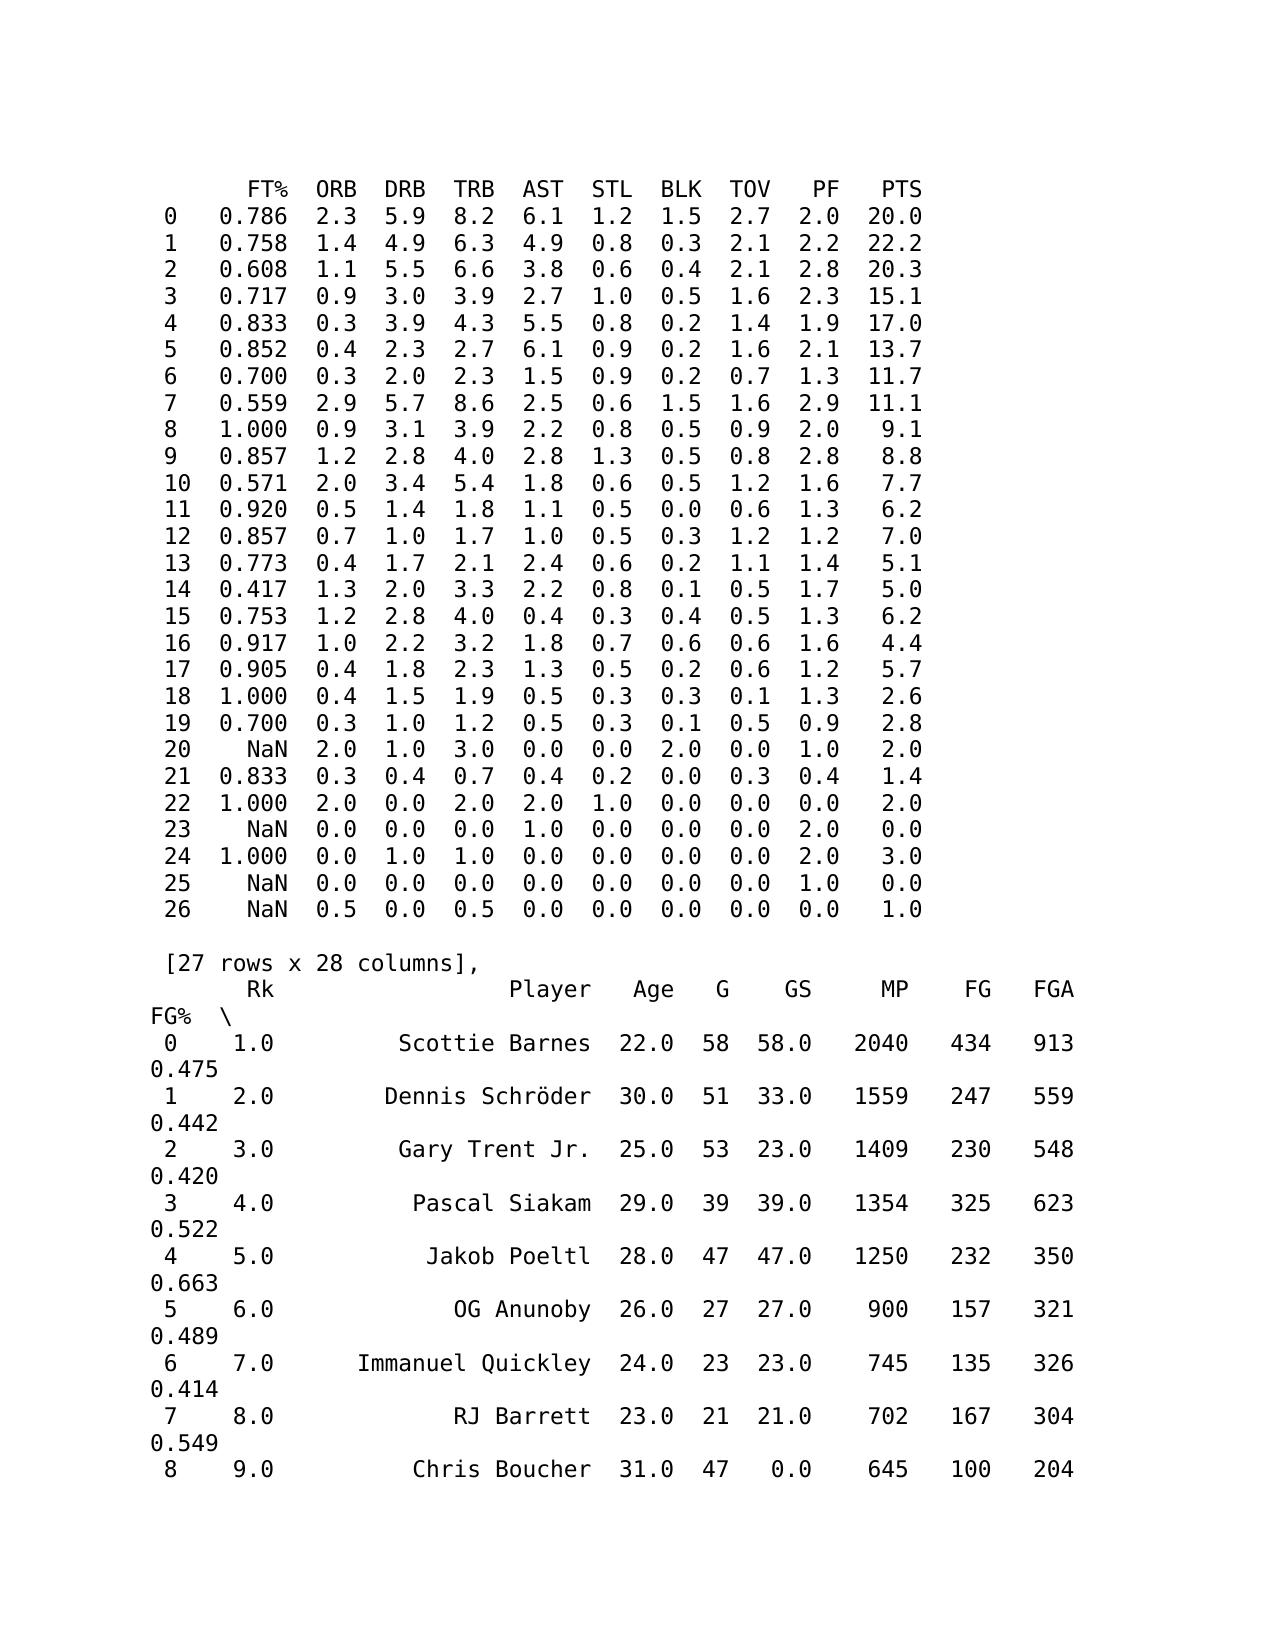 FT%  ORB  DRB  TRB  AST  STL  BLK  TOV   PF   PTS
0   0.786  2.3  5.9  8.2  6.1  1.2  1.5  2.7  2.0  20.0
1   0.758  1.4  4.9  6.3  4.9  0.8  0.3  2.1  2.2  22.2
2   0.608  1.1  5.5  6.6  3.8  0.6  0.4  2.1  2.8  20.3
3   0.717  0.9  3.0  3.9  2.7  1.0  0.5  1.6  2.3  15.1
4   0.833  0.3  3.9  4.3  5.5  0.8  0.2  1.4  1.9  17.0
5   0.852  0.4  2.3  2.7  6.1  0.9  0.2  1.6  2.1  13.7
6   0.700  0.3  2.0  2.3  1.5  0.9  0.2  0.7  1.3  11.7
7   0.559  2.9  5.7  8.6  2.5  0.6  1.5  1.6  2.9  11.1
8   1.000  0.9  3.1  3.9  2.2  0.8  0.5  0.9  2.0   9.1
9   0.857  1.2  2.8  4.0  2.8  1.3  0.5  0.8  2.8   8.8
10  0.571  2.0  3.4  5.4  1.8  0.6  0.5  1.2  1.6   7.7
11  0.920  0.5  1.4  1.8  1.1  0.5  0.0  0.6  1.3   6.2
12  0.857  0.7  1.0  1.7  1.0  0.5  0.3  1.2  1.2   7.0
13  0.773  0.4  1.7  2.1  2.4  0.6  0.2  1.1  1.4   5.1
14  0.417  1.3  2.0  3.3  2.2  0.8  0.1  0.5  1.7   5.0
15  0.753  1.2  2.8  4.0  0.4  0.3  0.4  0.5  1.3   6.2
16  0.917  1.0  2.2  3.2  1.8  0.7  0.6  0.6  1.6   4.4
17  0.905  0.4  1.8  2.3  1.3  0.5  0.2  0.6  1.2   5.7
18  1.000  0.4  1.5  1.9  0.5  0.3  0.3  0.1  1.3   2.6
19  0.700  0.3  1.0  1.2  0.5  0.3  0.1  0.5  0.9   2.8
20    NaN  2.0  1.0  3.0  0.0  0.0  2.0  0.0  1.0   2.0
21  0.833  0.3  0.4  0.7  0.4  0.2  0.0  0.3  0.4   1.4
22  1.000  2.0  0.0  2.0  2.0  1.0  0.0  0.0  0.0   2.0
23    NaN  0.0  0.0  0.0  1.0  0.0  0.0  0.0  2.0   0.0
24  1.000  0.0  1.0  1.0  0.0  0.0  0.0  0.0  2.0   3.0
25    NaN  0.0  0.0  0.0  0.0  0.0  0.0  0.0  1.0   0.0
26    NaN  0.5  0.0  0.5  0.0  0.0  0.0  0.0  0.0   1.0
[27 rows x 28 columns],
Rk                 Player   Age   G    GS     MP    FG   FGA
FG%  \
0    1.0         Scottie Barnes  22.0  58  58.0   2040   434   913
0.475
1    2.0        Dennis Schröder  30.0  51  33.0   1559   247   559
0.442
2    3.0         Gary Trent Jr.  25.0  53  23.0   1409   230   548
0.420
3    4.0          Pascal Siakam  29.0  39  39.0   1354   325   623
0.522
4    5.0           Jakob Poeltl  28.0  47  47.0   1250   232   350
0.663
5    6.0             OG Anunoby  26.0  27  27.0    900   157   321
0.489
6    7.0      Immanuel Quickley  24.0  23  23.0    745   135   326
0.414
7    8.0             RJ Barrett  23.0  21  21.0    702   167   304
0.549
8    9.0          Chris Boucher  31.0  47   0.0    645   100   204